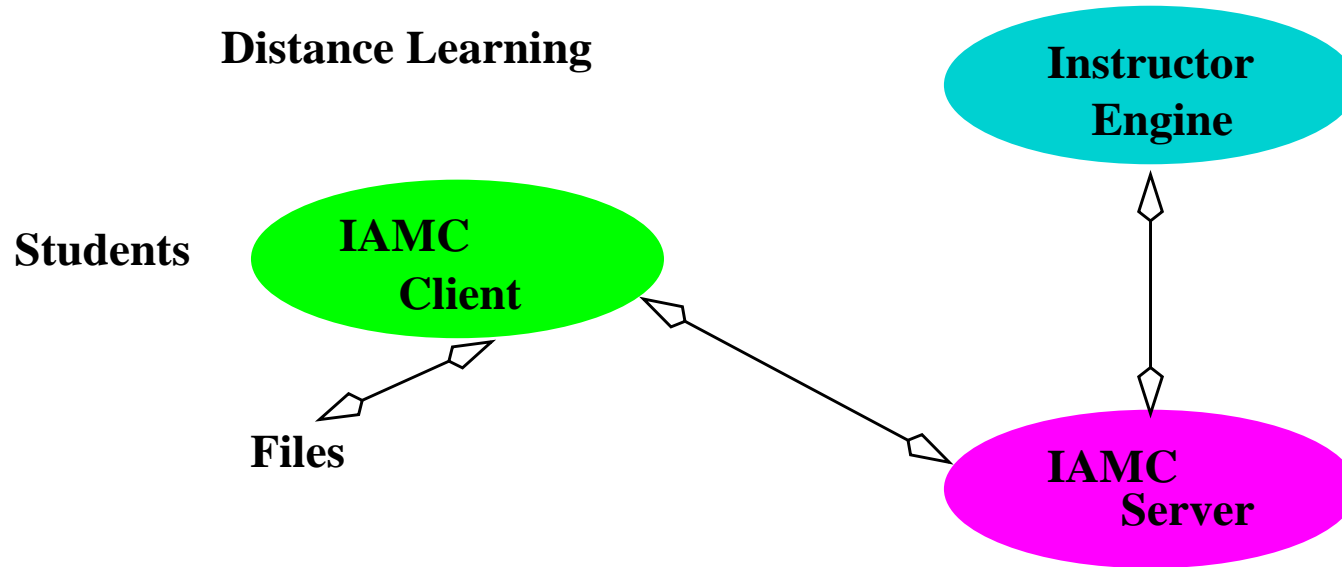 Distance Learning
Instructor
Engine
Students
IAMC
Client
Files
IAMC
Server